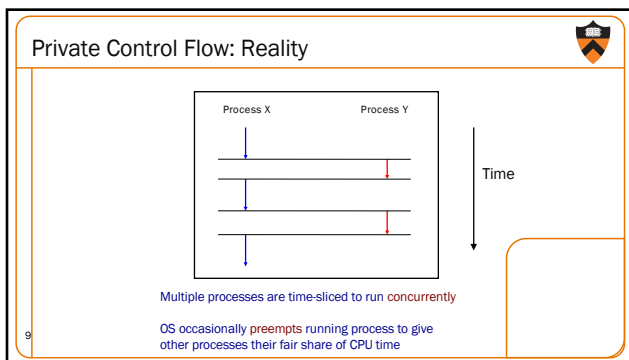 Private Control Flow: Reality
Process X Process Y
Time
Multiple processes are time-sliced to run concurrently
OS occasionally preempts running process to give
other processes their fair share of CPU time
9